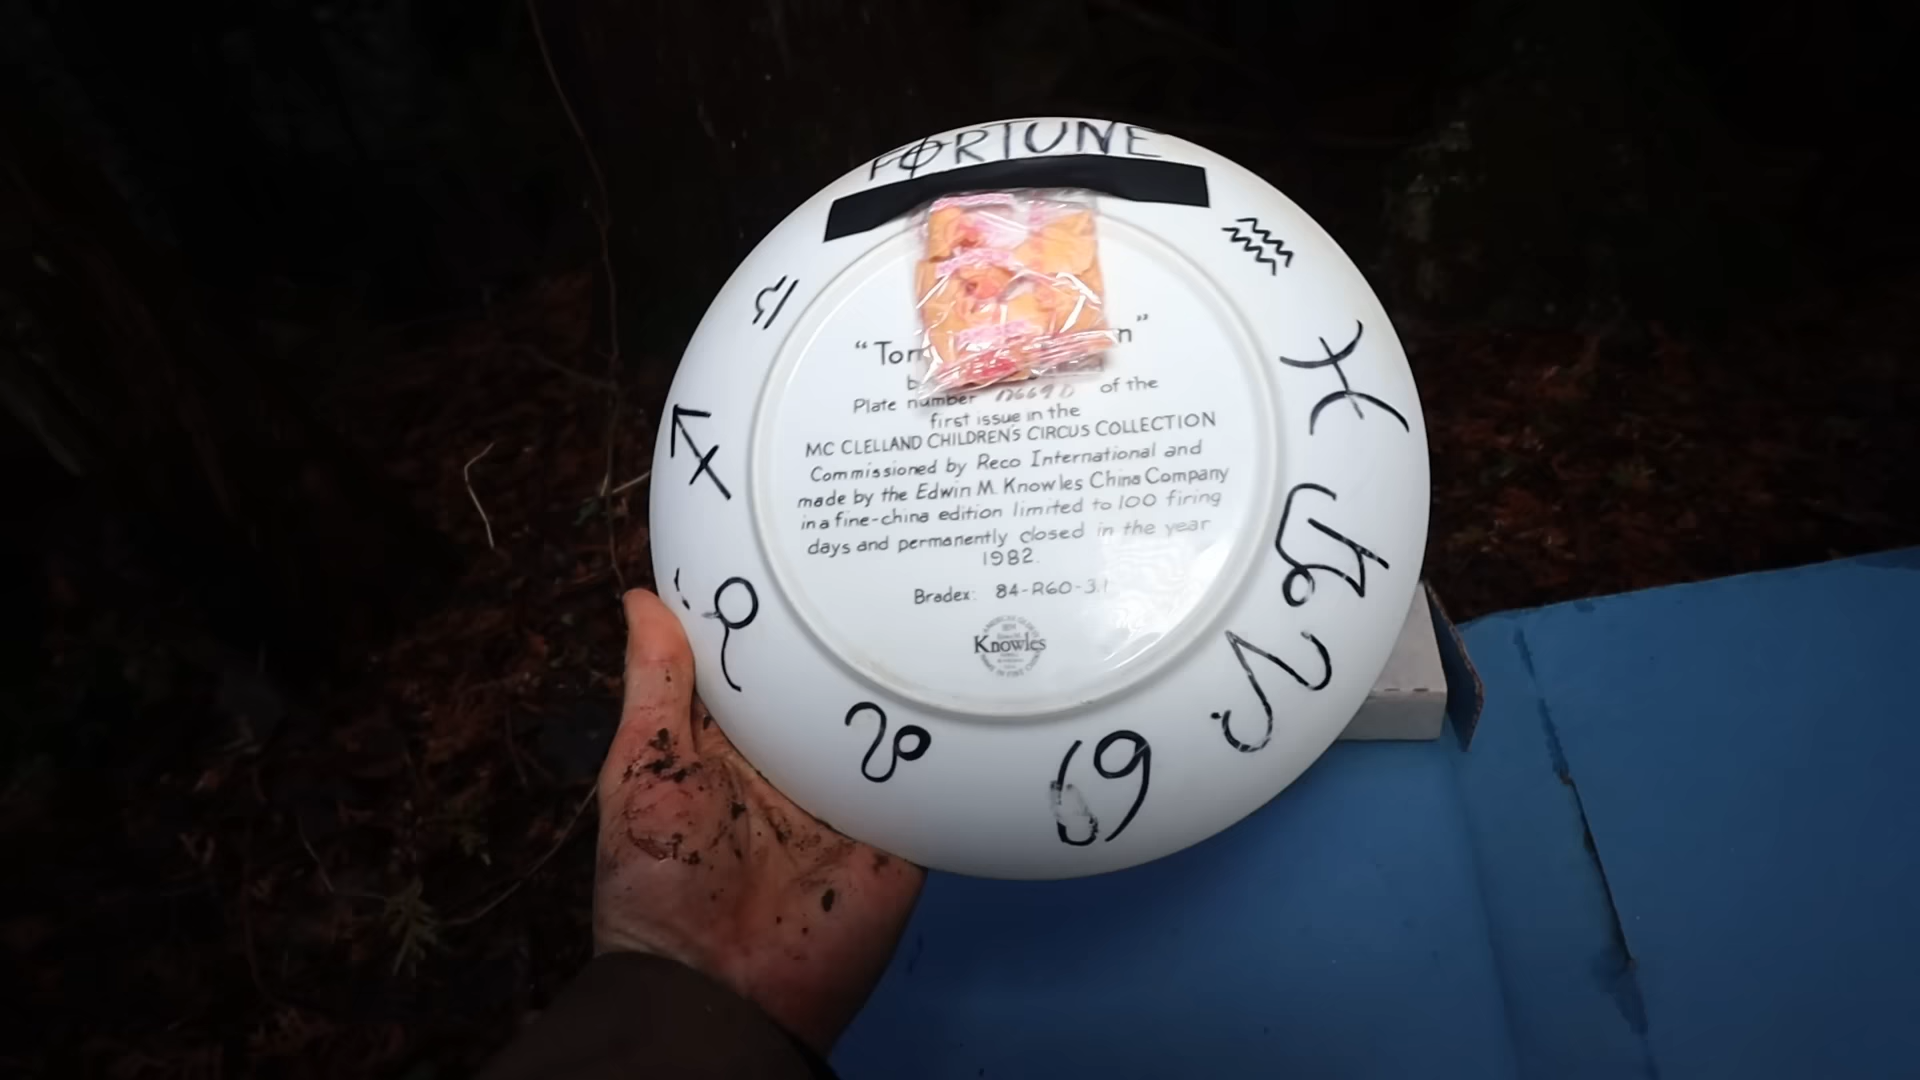 FORTUNE
"Tom n"
b
Plate number of the
first issue in the
MC CLELLAND CHILDREN'S CIRCUS COLLECTION
Commissioned by Reco International and
made by the Edwin M. Knowles China Company
in a fine-china edition limited to 100 firing
days and permanently closed in the year
1982.
Bradex: 84-R60-3.1
Knowles